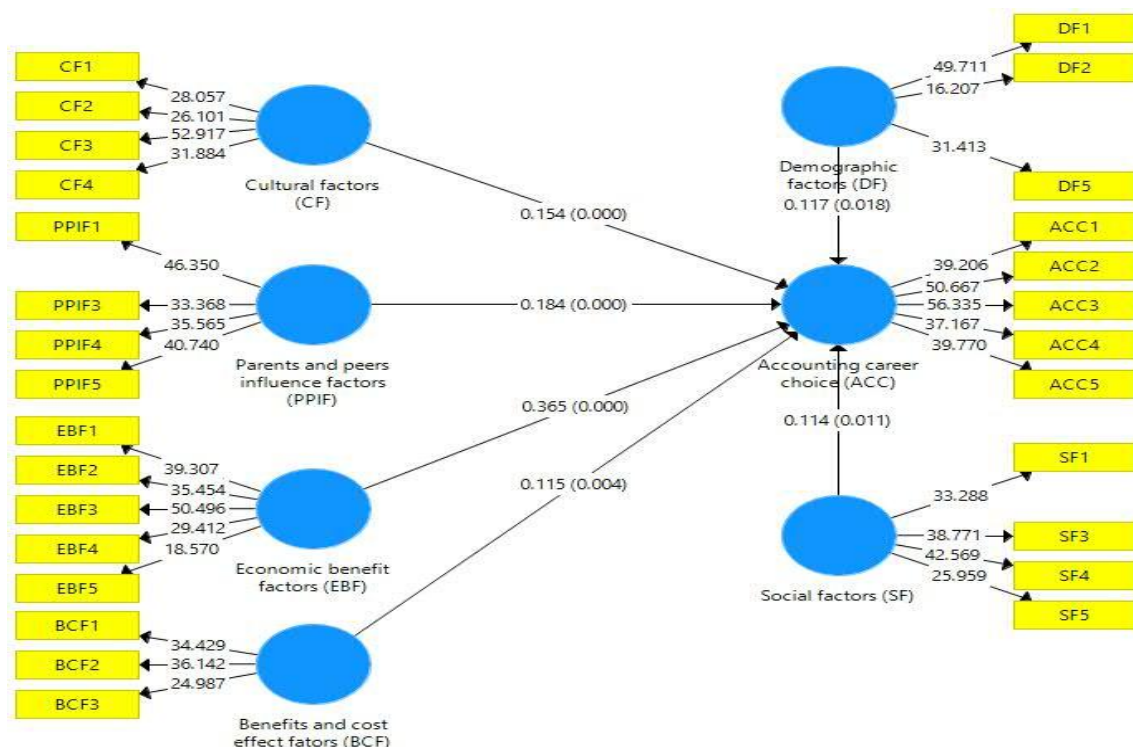 CF1
CF2
CF3
CF4
28.057
26.101
52.917
31.884
Cultural factors
(CF)
0.154 (0.000)
PPIF1
PPIF3
PPIF4
PPIF5
46.350
33.368
35.565
40.740
Parents and peers
influence factors
(PPIF)
0.184 (0.000)
EBF1
EBF2
EBF3
EBF4
EBF5
39.307
35.454
50.496
29.412
18.570
Economic benefit
factors (EBF)
0.365 (0.000)
BCF1
BCF2
BCF3
34.429
36.142
24.987
Benefits and cost
effect fators (BCF)
0.115 (0.004)
DF1
DF2
DF5
49.711
16.207
31.413
Demographic
factors (DF)
0.117 (0.018)
ACC1
ACC2
ACC3
ACC4
ACC5
39.206
50.667
56.335
37.167
39.770
Accounting career
choice (ACC)
0.114 (0.011)
SF1
SF3
SF4
SF5
33.288
38.771
42.569
25.959
Social factors (SF)